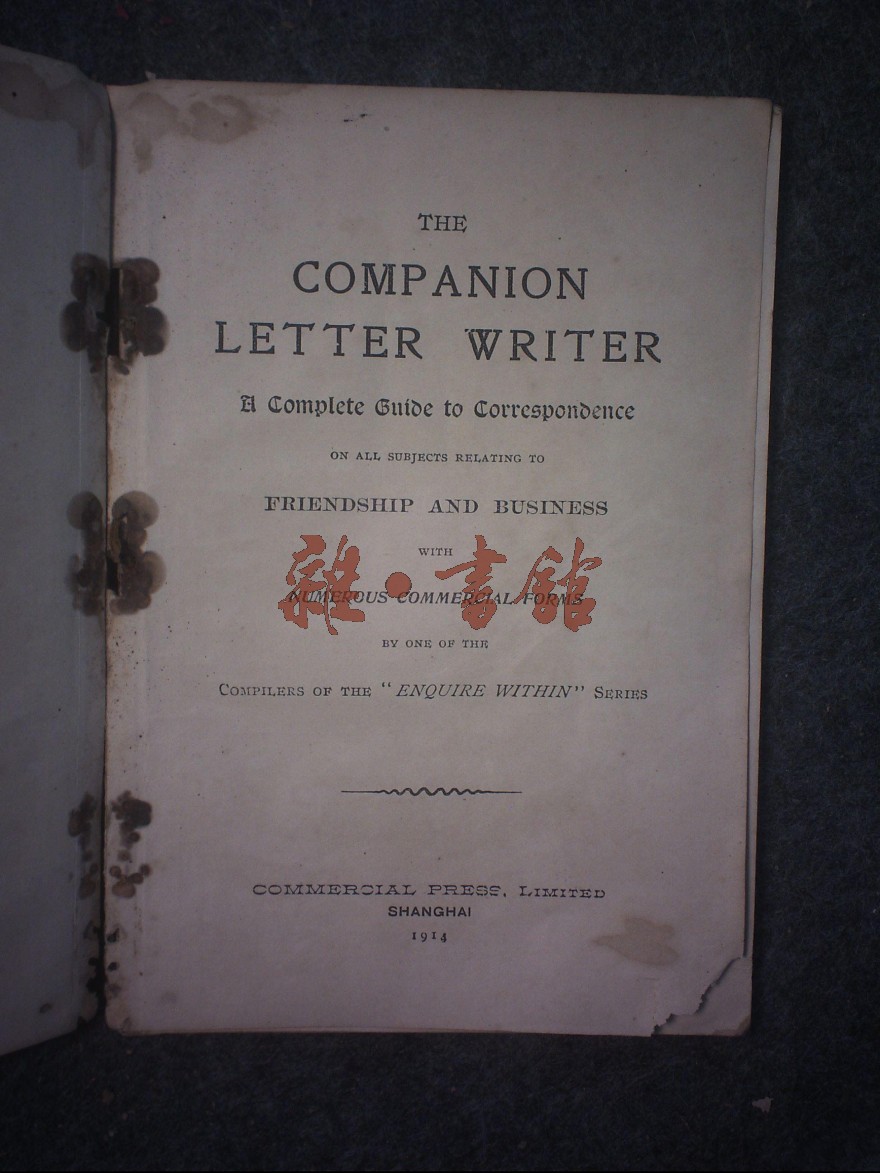 THE
COMPANION
LETTER WRITER
A Complete Guide to Correspondence
ON ALL SUBJECTS RELATING TO
FRIENDSHIP AND BUSINESS
WITH
雜·書館
NUMEROUS COMMERCIAL FORMS
BY ONE OF THE
COMPILERS OF THE "ENQUIRE WITHIN" SERIES
COMMERCIAL PRESS, LIMITED
SHANGHAI
1914